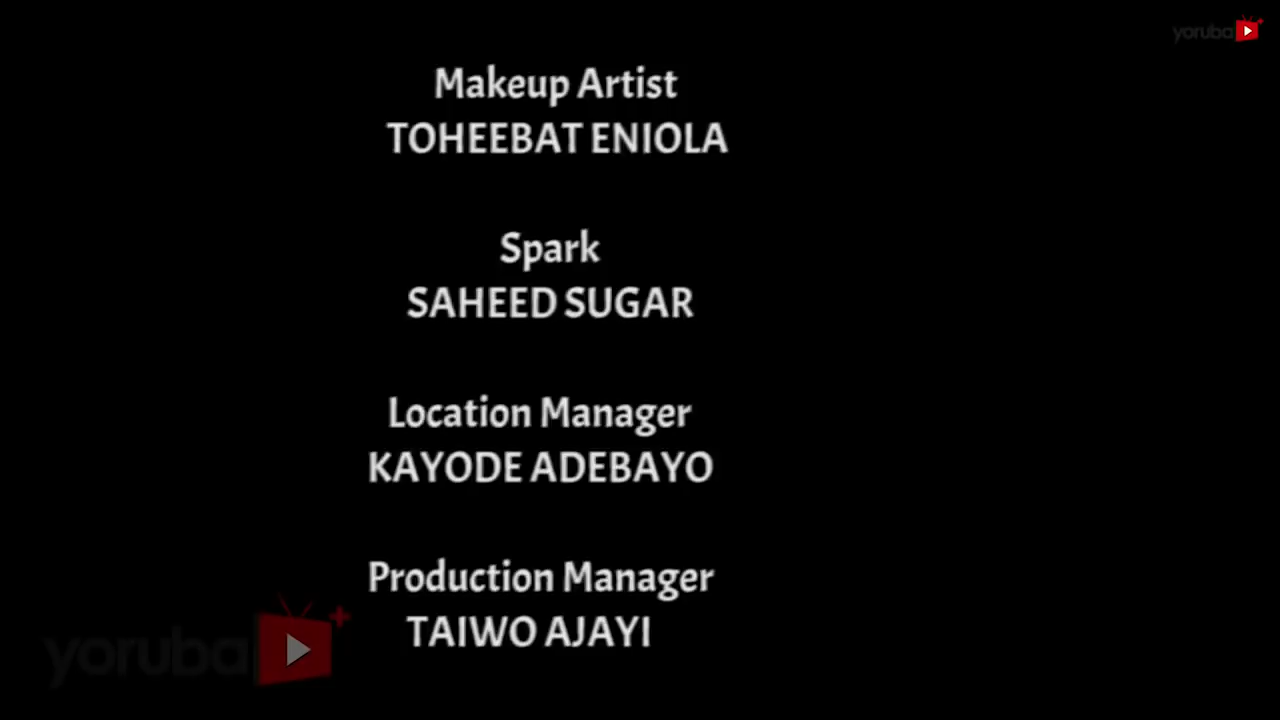 yoruba
Makeup Artist
TOHEEBAT ENIOLA
Spark
SAHEED SUGAR
Location Manager
KAYODE ADEBAYO
Production Manager
TAIWO AJAYI
yoruba+